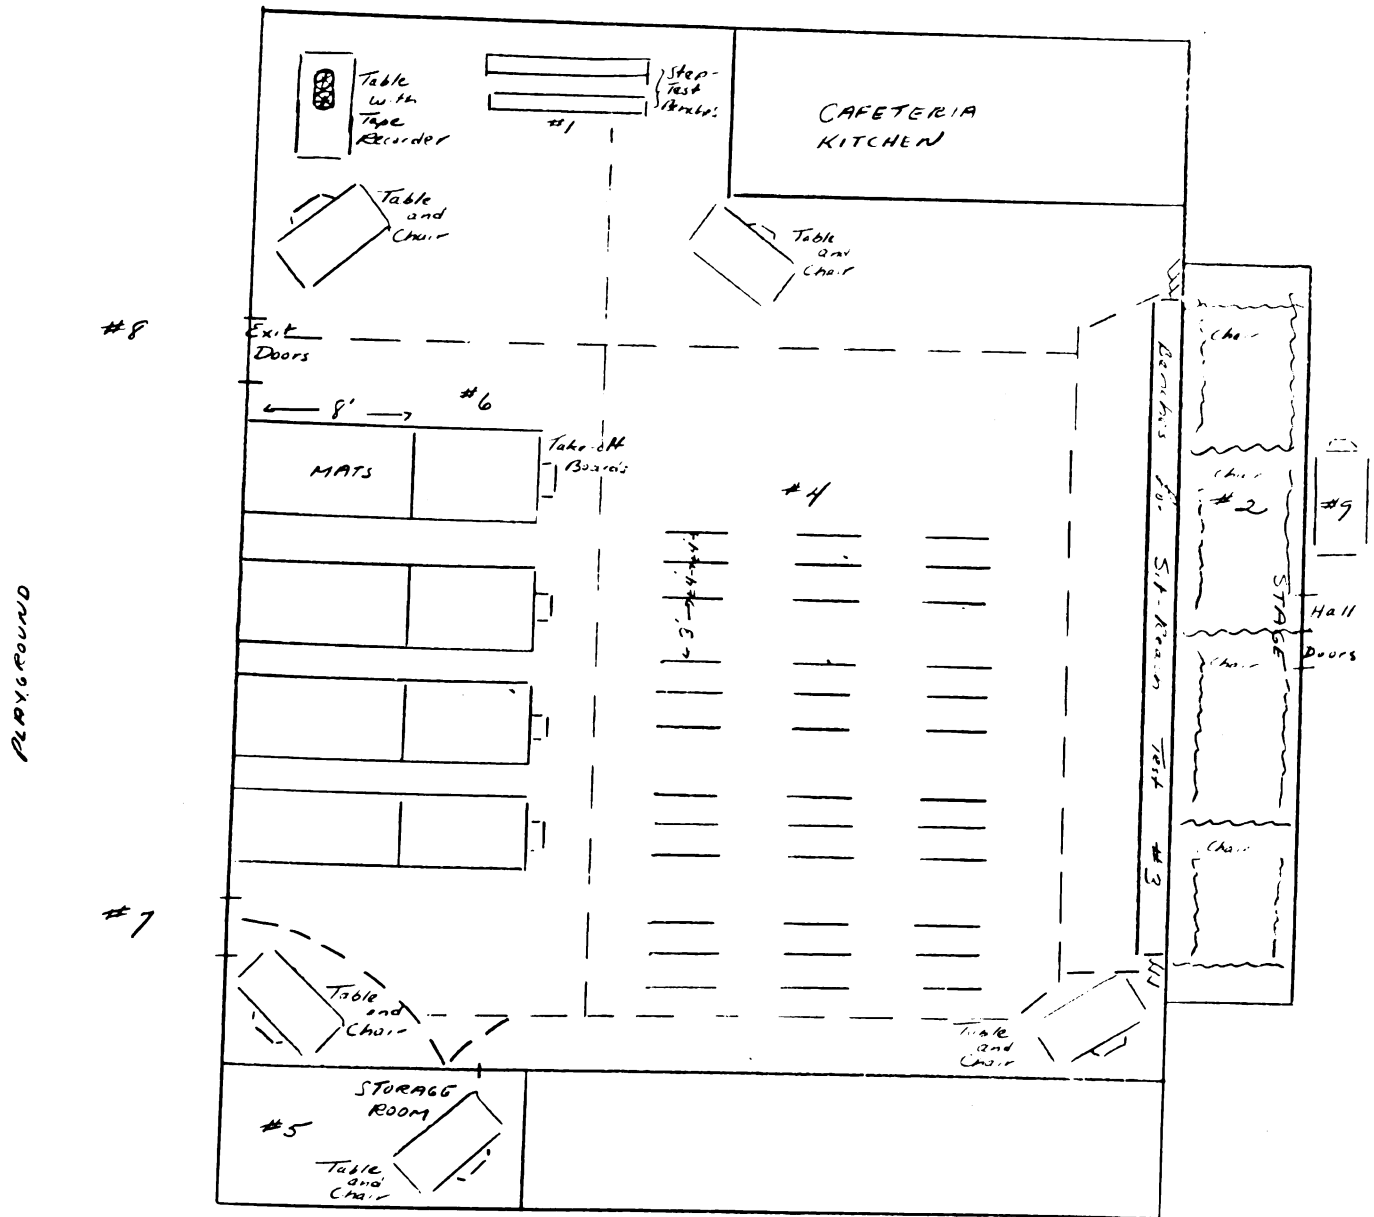 Table
with
Tape
Recorder
Step-
Test
Benches
#1
CAFETERIA
KITCHEN
Table
and
Chair
Table
and
Chair
#8
Exit
Doors
8'
#6
MATS
Take-off
Boards
#4
3'
Benches for Sit-Reach Test #3
Chair
Chair
#2
STAGE
Chair
Chair
#9
Hall
Doors
PLAYGROUND
#7
Table
and
Chair
Table
and
Chair
STORAGE
ROOM
#5
Table
and
Chair